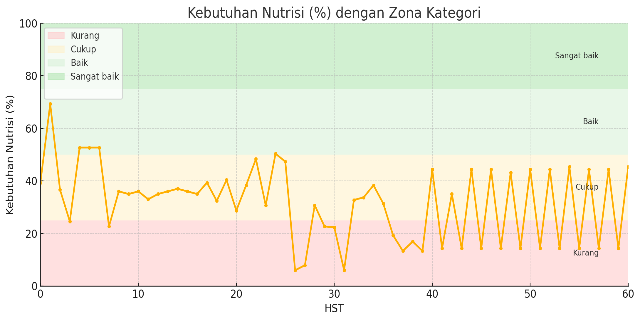 Kebutuhan Nutrisi (%) dengan Zona Kategori
Kurang
Cukup
Baik
Sangat baik
Sangat baik
Baik
Cukup
Kurang
Kebutuhan Nutrisi (%)
100
80
60
40
20
0
0 10 20 30 40 50 60
HST